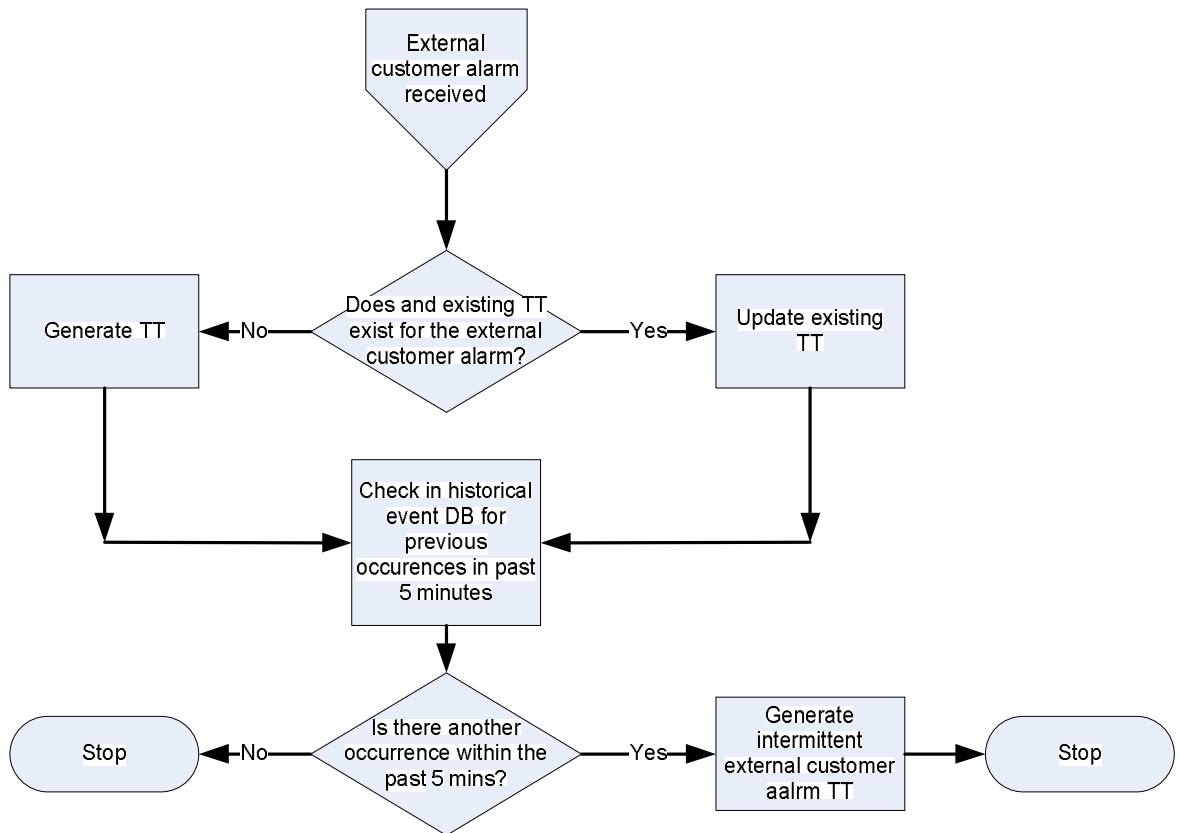 External
customer alarm
received
Does and existing TT
exist for the external
customer alarm?
No
Yes
Generate TT
Update existing
TT
Check in historical
event DB for
previous
occurences in past
5 minutes
Is there another
occurrence within the
past 5 mins?
No
Yes
Stop
Generate
intermittent
external customer
aalrm TT
Stop